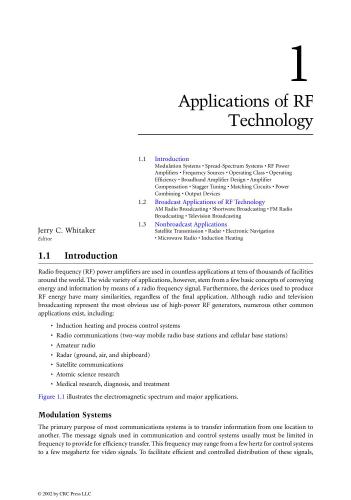 1
Applications of RF
Technology
1.1 Introduction
Modulation Systems • Spread-Spectrum Systems • RF Power
Amplifiers • Frequency Sources • Operating Class • Operating
Efficiency • Broadband Amplifier Design • Amplifier
Compensation • Stagger Tuning • Matching Circuits • Power
Combining • Output Devices
1.2 Broadcast Applications of RF Technology
AM Radio Broadcasting • Shortwave Broadcasting • FM Radio
Broadcasting • Television Broadcasting
1.3 Nonbroadcast Applications
Satellite Transmission • Radar • Electronic Navigation
• Microwave Radio • Induction Heating
Jerry C. Whitaker
Editor
1.1 Introduction
Radio frequency (RF) power amplifiers are used in countless applications at tens of thousands of facilities
around the world. The wide variety of applications, however, stem from a few basic concepts of conveying
energy and information by means of a radio frequency signal. Furthermore, the devices used to produce
RF energy have many similarities, regardless of the final application. Although radio and television
broadcasting represent the most obvious use of high-power RF generators, numerous other common
applications exist, including:
• Induction heating and process control systems
• Radio communications (two-way mobile radio base stations and cellular base stations)
• Amateur radio
• Radar (ground, air, and shipboard)
• Satellite communications
• Atomic science research
• Medical research, diagnosis, and treatment
Figure 1.1 illustrates the electromagnetic spectrum and major applications.
Modulation Systems
The primary purpose of most communications systems is to transfer information from one location to
another. The message signals used in communication and control systems usually must be limited in
frequency to provide for efficient transfer. This frequency may range from a few hertz for control systems
to a few megahertz for video signals. To facilitate efficient and controlled distribution of these signals,
© 2002 by CRC Press LLC